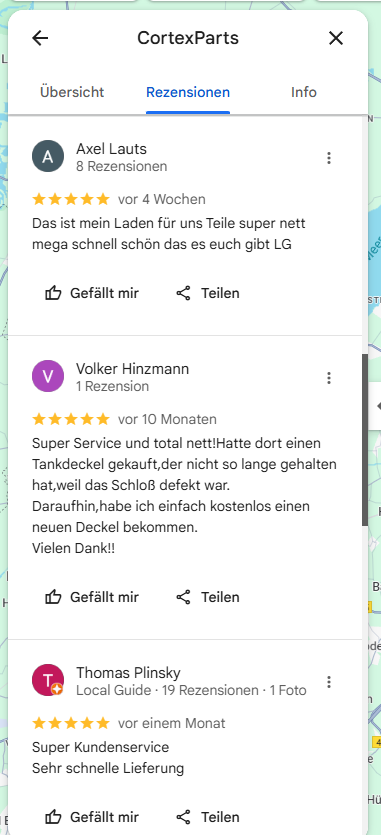 CortexParts
Übersicht
Rezensionen
Info
A
Axel Lauts
8 Rezensionen
vor 4 Wochen
Das ist mein Laden für uns Teile super nett
mega schnell schön das es euch gibt LG
Gefällt mir
Teilen
V
Volker Hinzmann
1 Rezension
vor 10 Monaten
Super Service und total nett!Hatte dort einen
Tankdeckel gekauft,der nicht so lange gehalten
hat,weil das Schloß defekt war.
Daraufhin,habe ich einfach kostenlos einen
neuen Deckel bekommen.
Vielen Dank!!
Gefällt mir
Teilen
T
Thomas Plinsky
Local Guide · 19 Rezensionen · 1 Foto
vor einem Monat
Super Kundenservice
Sehr schnelle Lieferung
Gefällt mir
Teilen